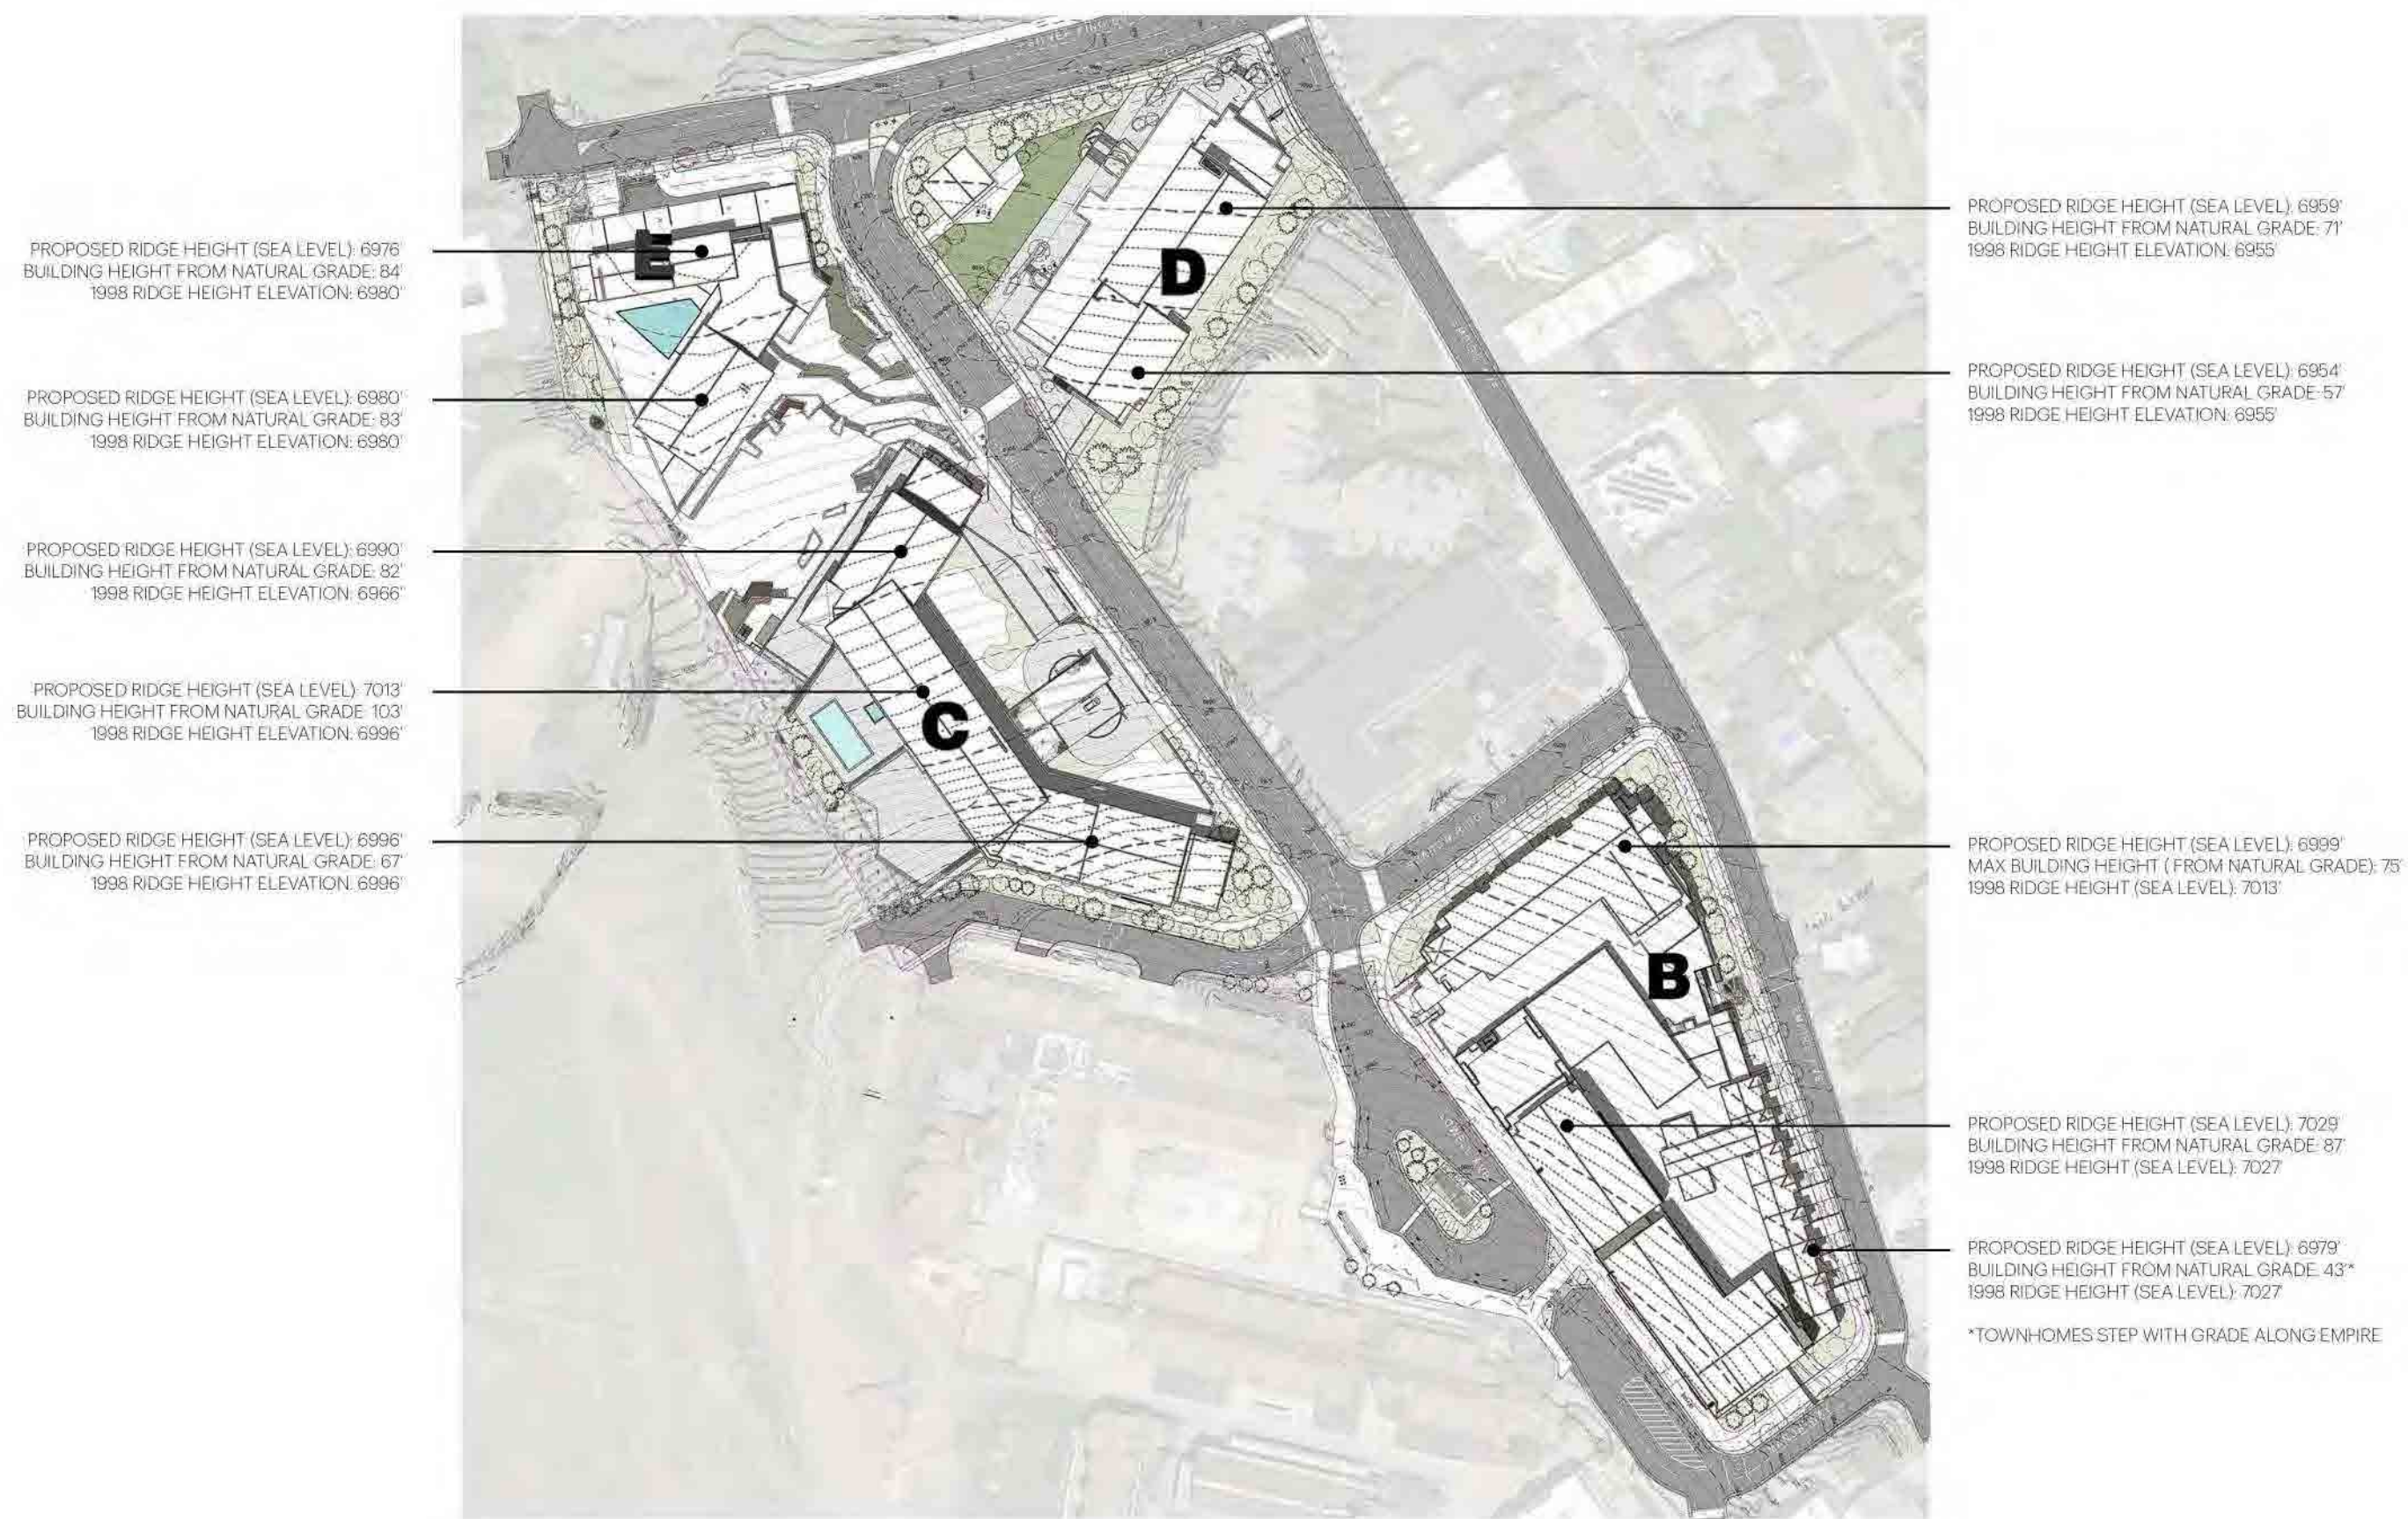 PROPOSED RIDGE HEIGHT (SEA LEVEL): 6976
BUILDING HEIGHT FROM NATURAL GRADE: 84'
1998 RIDGE HEIGHT ELEVATION: 6980'
PROPOSED RIDGE HEIGHT (SEA LEVEL): 6980'
BUILDING HEIGHT FROM NATURAL GRADE: 83'
1998 RIDGE HEIGHT ELEVATION: 6980'
PROPOSED RIDGE HEIGHT (SEA LEVEL): 6990'
BUILDING HEIGHT FROM NATURAL GRADE: 82'
1998 RIDGE HEIGHT ELEVATION: 6966'
PROPOSED RIDGE HEIGHT (SEA LEVEL): 7013'
BUILDING HEIGHT FROM NATURAL GRADE: 103'
1998 RIDGE HEIGHT ELEVATION: 6996'
PROPOSED RIDGE HEIGHT (SEA LEVEL): 6996'
BUILDING HEIGHT FROM NATURAL GRADE: 67'
1998 RIDGE HEIGHT ELEVATION: 6996'
E
D
C
B
PROPOSED RIDGE HEIGHT (SEA LEVEL): 6959'
BUILDING HEIGHT FROM NATURAL GRADE: 71'
1998 RIDGE HEIGHT ELEVATION: 6955
PROPOSED RIDGE HEIGHT (SEA LEVEL): 6954'
BUILDING HEIGHT FROM NATURAL GRADE: 57'
1998 RIDGE HEIGHT ELEVATION: 6955'
PROPOSED RIDGE HEIGHT (SEA LEVEL): 6999'
MAX BUILDING HEIGHT ( FROM NATURAL GRADE): 75'
1998 RIDGE HEIGHT (SEA LEVEL): 7013'
PROPOSED RIDGE HEIGHT (SEA LEVEL): 7029'
BUILDING HEIGHT FROM NATURAL GRADE: 87'
1998 RIDGE HEIGHT (SEA LEVEL): 7027'
PROPOSED RIDGE HEIGHT (SEA LEVEL): 6979'
BUILDING HEIGHT FROM NATURAL GRADE: 43'*
1998 RIDGE HEIGHT (SEA LEVEL): 7027'
*TOWNHOMES STEP WITH GRADE ALONG EMPIRE